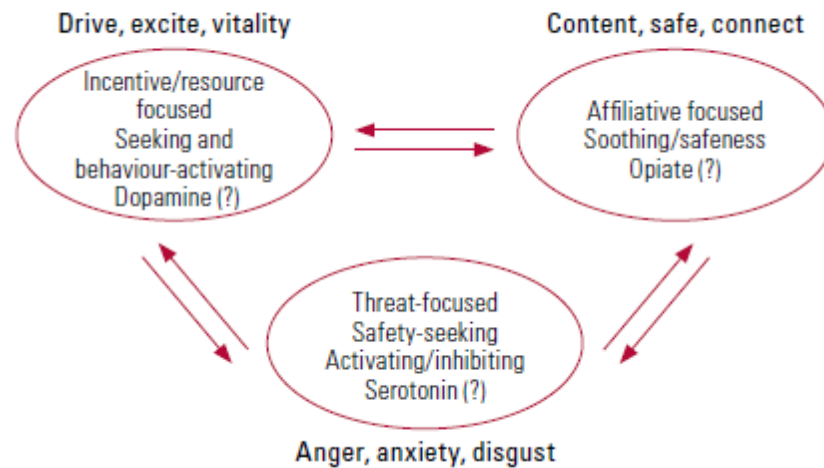 Drive, excite, vitality
Incentive/resource
focused
Seeking and
behaviour-activating
Dopamine (?)
Content, safe, connect
Affiliative focused
Soothing/safeness
Opiate (?)
Threat-focused
Safety-seeking
Activating/inhibiting
Serotonin (?)
Anger, anxiety, disgust